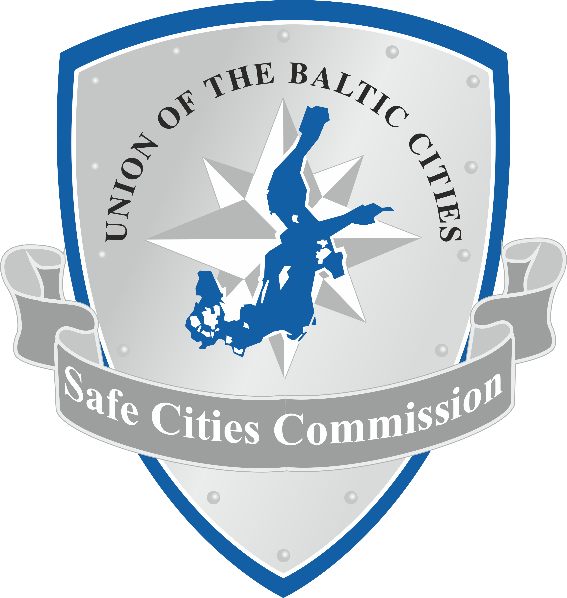 UNION OF THE BALTIC CITIES
Safe Cities Commission